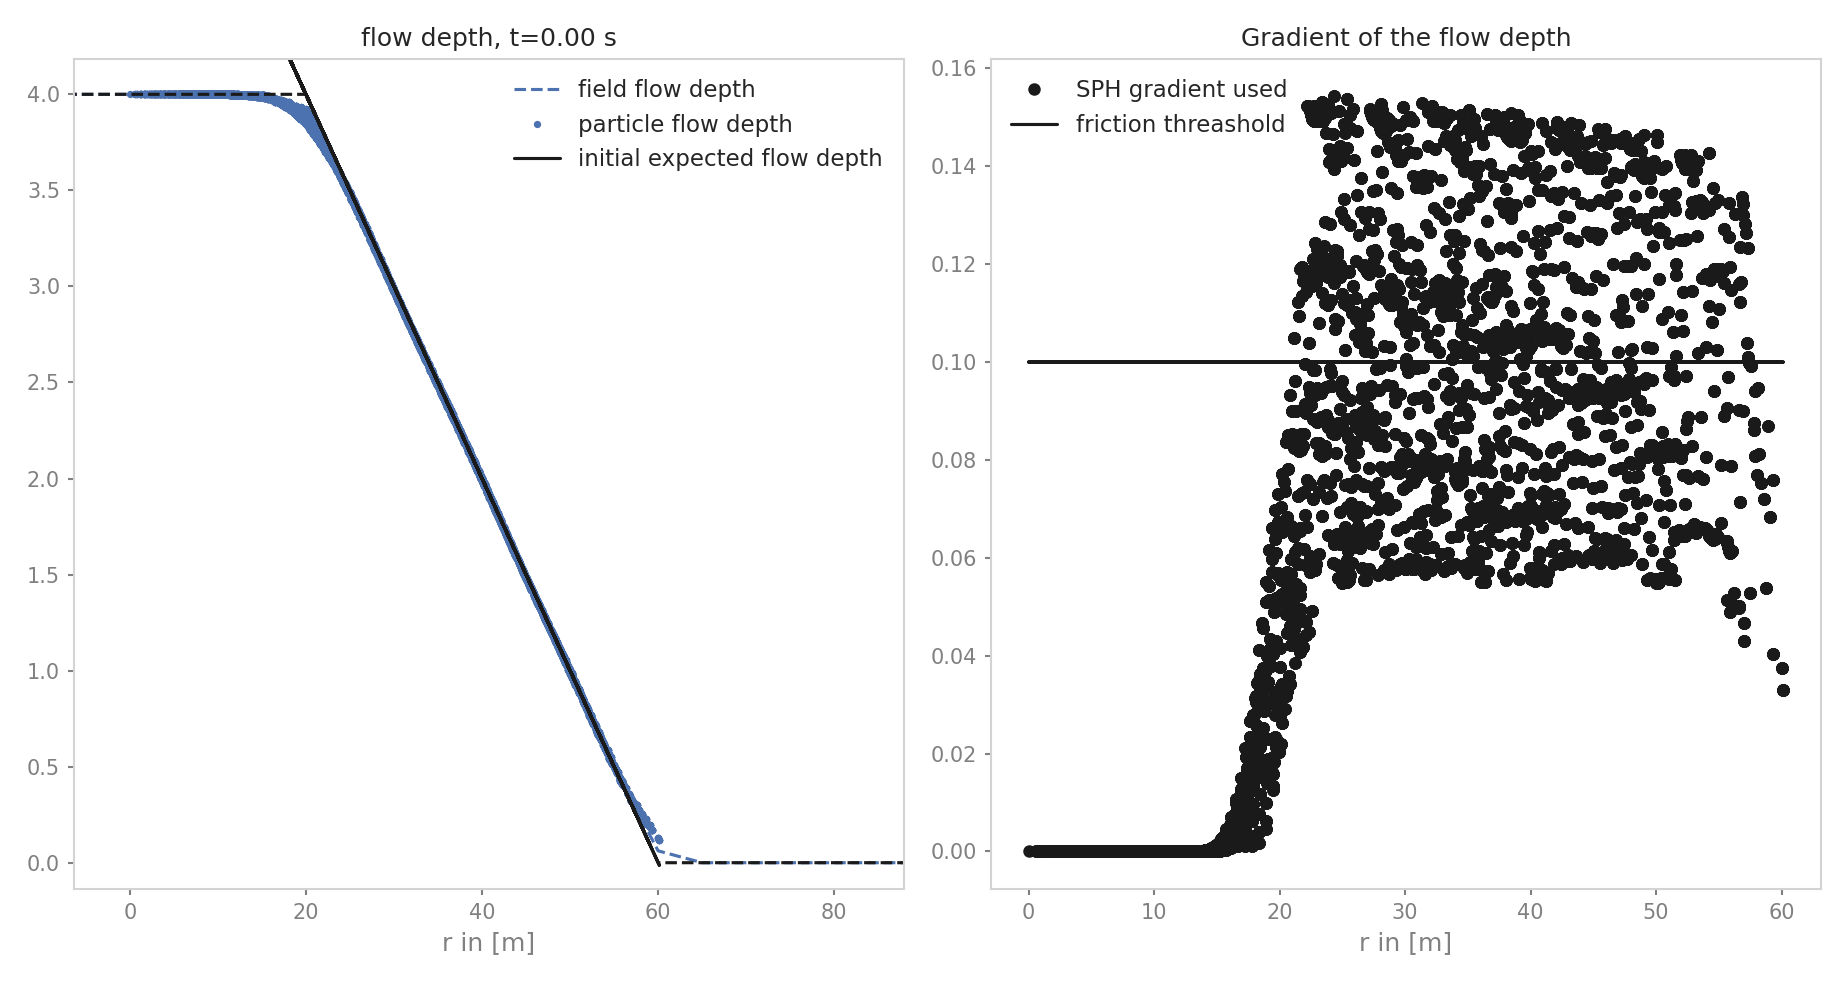 flow depth, t=0.00 s
field flow depth
particle flow depth
initial expected flow depth
4.0
3.5
3.0
2.5
2.0
1.5
1.0
0.5
0.0
0 20 40 60 80
r in [m]
Gradient of the flow depth
SPH gradient used
friction threashold
0.16
0.14
0.12
0.10
0.08
0.06
0.04
0.02
0.00
0 10 20 30 40 50 60
r in [m]